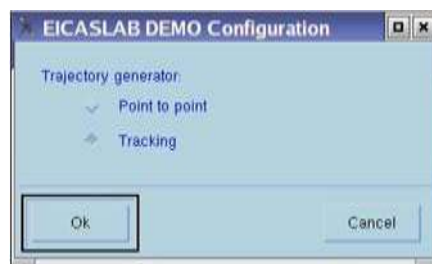 EICASLAB DEMO Configuration
Trajectory generator:
Point to point
Tracking
Ok
Cancel